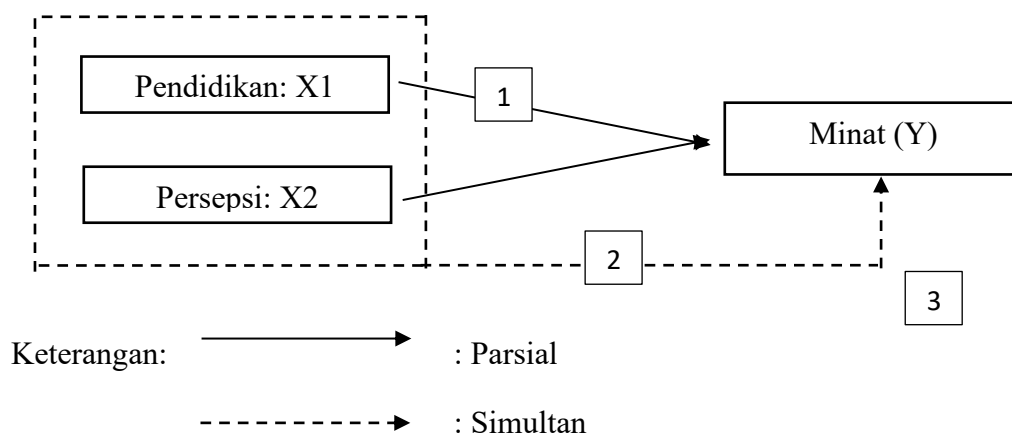 Pendidikan: X1
1
Minat (Y)
Persepsi: X2
2
3
Keterangan: : Parsial
: Simultan